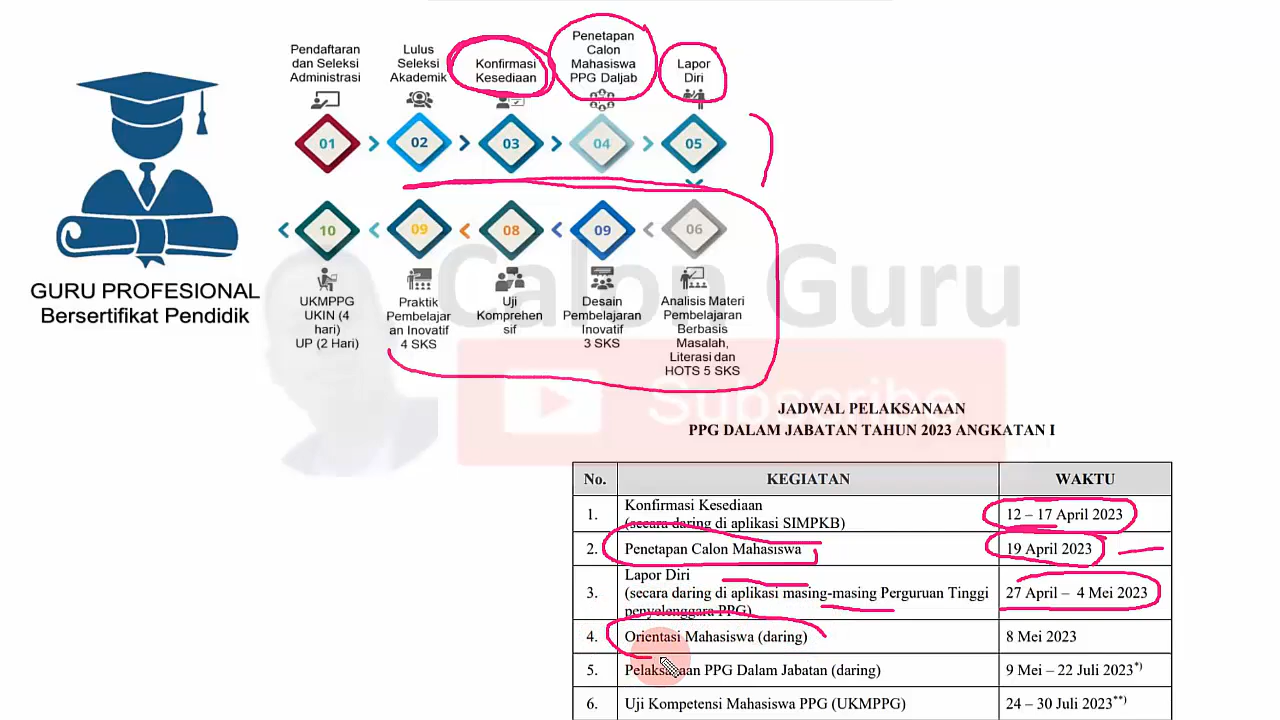 Pendaftaran
dan Seleksi
Administrasi
Lulus
Seleksi
Akademik
Konfirmasi
Kesediaan
Penetapan
Calon
Mahasiswa
PPG Daljab
Lapor
Diri
01
02
03
04
05
10
09
08
09
06
UKMPPG
UKIN (4
hari)
UP (2 Hari)
Praktik
Pembelajar
an Inovatif
4 SKS
Uji
Komprehen
sif
Desain
Pembelajaran
Inovatif
3 SKS
Analisis Materi
Pembelajaran
Berbasis
Masalah,
Literasi dan
HOTS 5 SKS
GURU PROFESIONAL
Bersertifikat Pendidik
Calon Guru
Subscribe
JADWAL PELAKSANAAN
PPG DALAM JABATAN TAHUN 2023 ANGKATAN I
No. KEGIATAN WAKTU
1. Konfirmasi Kesediaan
(secara daring di aplikasi SIMPKB) 12 – 17 April 2023
2. Penetapan Calon Mahasiswa 19 April 2023
3. Lapor Diri
(secara daring di aplikasi masing-masing Perguruan Tinggi
penyelenggara PPG) 27 April – 4 Mei 2023
4. Orientasi Mahasiswa (daring) 8 Mei 2023
5. Pelaksanaan PPG Dalam Jabatan (daring) 9 Mei – 22 Juli 2023*)
6. Uji Kompetensi Mahasiswa PPG (UKMPPG) 24 – 30 Juli 2023**)